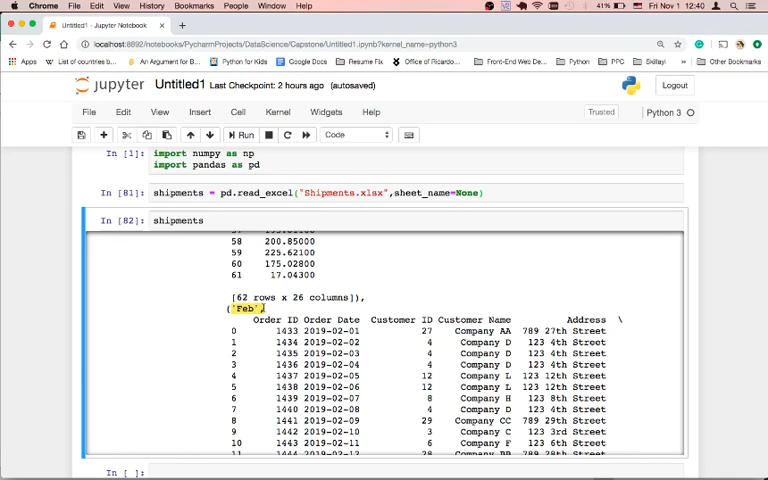 Chrome File Edit View History Bookmarks People Window Help 41% Fri Nov 1 12:40
Untitled1 - Jupyter Notebook
localhost:8892/notebooks/PycharmProjects/DataScience/Capstone/Untitled1.ipynb?kernel_name=python3
Apps List of countries b... An Argument for B... Python for Kids Google Docs Resume Fix Office of Ricardo... Front-End Web De... Python PPC Skillayi » Other Bookmarks
jupyter Untitled1 Last Checkpoint: 2 hours ago (autosaved) Logout
File Edit View Insert Cell Kernel Widgets Help Trusted Python 3
Run Code
In [1]: import numpy as np
import pandas as pd
In [81]: shipments = pd.read_excel("Shipments.xlsx",sheet_name=None)
In [82]: shipments
58 200.85000
59 225.62100
60 175.02800
61 17.04300
[62 rows x 26 columns]),
('Feb',
Order ID Order Date Customer ID Customer Name Address \
0 1433 2019-02-01 27 Company AA 789 27th Street
1 1434 2019-02-02 4 Company D 123 4th Street
2 1435 2019-02-03 4 Company D 123 4th Street
3 1436 2019-02-04 4 Company D 123 4th Street
4 1437 2019-02-05 12 Company L 123 12th Street
5 1438 2019-02-06 12 Company L 123 12th Street
6 1439 2019-02-07 8 Company H 123 8th Street
7 1440 2019-02-08 4 Company D 123 4th Street
8 1441 2019-02-09 29 Company CC 789 29th Street
9 1442 2019-02-10 3 Company C 123 3rd Street
10 1443 2019-02-11 6 Company F 123 6th Street
11 1444 2019-02-12 28 Company BB 789 28th Street
In [ ]: